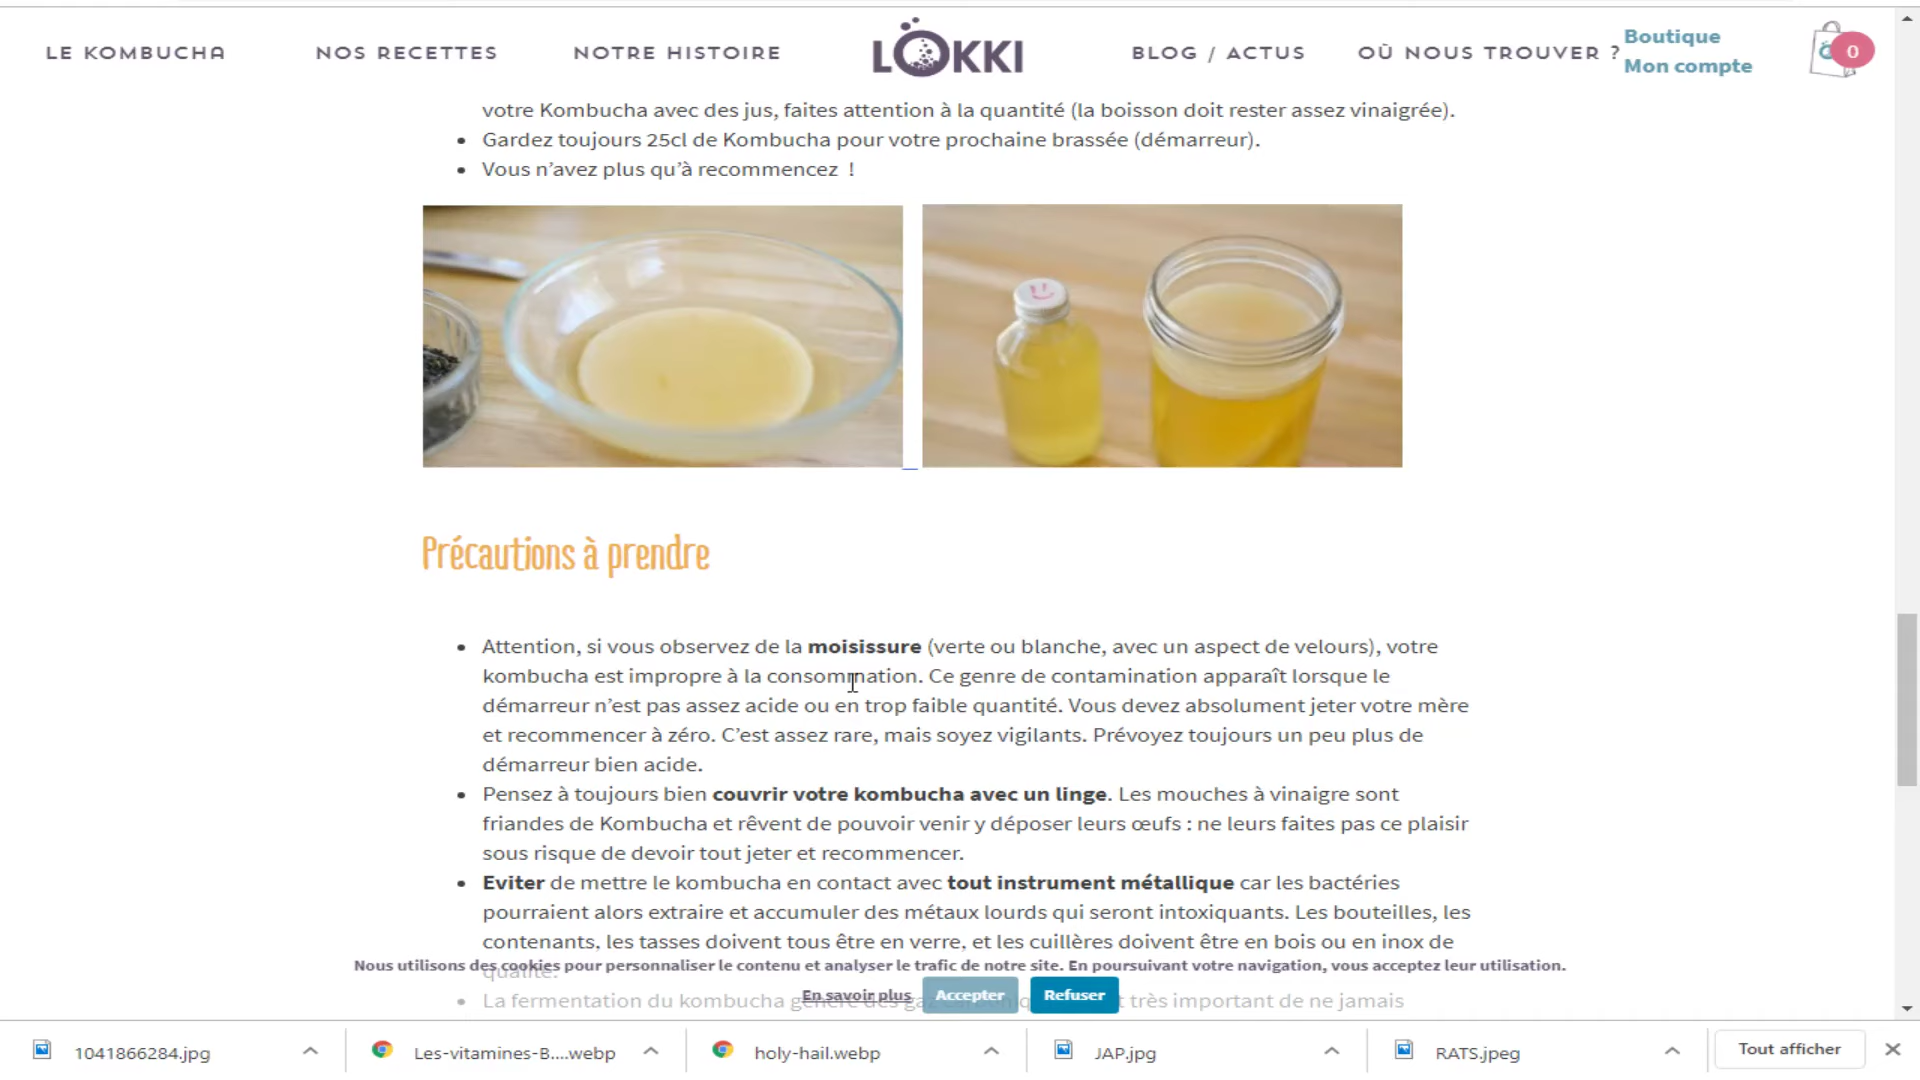 LE KOMBUCHA
NOS RECETTES
NOTRE HISTOIRE
LOKKI
BLOG / ACTUS
OÙ NOUS TROUVER ?
Boutique
Mon compte
0
votre Kombucha avec des jus, faites attention à la quantité (la boisson doit rester assez vinaigrée).
Gardez toujours 25cl de Kombucha pour votre prochaine brassée (démarreur).
Vous n’avez plus qu’à recommencez !
Précautions à prendre
Attention, si vous observez de la moisissure (verte ou blanche, avec un aspect de velours), votre
kombucha est impropre à la consommation. Ce genre de contamination apparaît lorsque le
démarreur n’est pas assez acide ou en trop faible quantité. Vous devez absolument jeter votre mère
et recommencer à zéro. C’est assez rare, mais soyez vigilants. Prévoyez toujours un peu plus de
démarreur bien acide.
Pensez à toujours bien couvrir votre kombucha avec un linge. Les mouches à vinaigre sont
friandes de Kombucha et rêvent de pouvoir venir y déposer leurs œufs : ne leurs faites pas ce plaisir
sous risque de devoir tout jeter et recommencer.
Eviter de mettre le kombucha en contact avec tout instrument métallique car les bactéries
pourraient alors extraire et accumuler des métaux lourds qui seront intoxiquants. Les bouteilles, les
contenants, les tasses doivent tous être en verre, et les cuillères doivent être en bois ou en inox de
qualité.
Nous utilisons des cookies pour personnaliser le contenu et analyser le trafic de notre site. En poursuivant votre navigation, vous acceptez leur utilisation.
En savoir plus
Accepter
Refuser
La fermentation du kombucha génère des gaz très important de ne jamais
1041866284.jpg
Les-vitamines-B....webp
holy-hail.webp
JAP.jpg
RATS.jpeg
Tout afficher